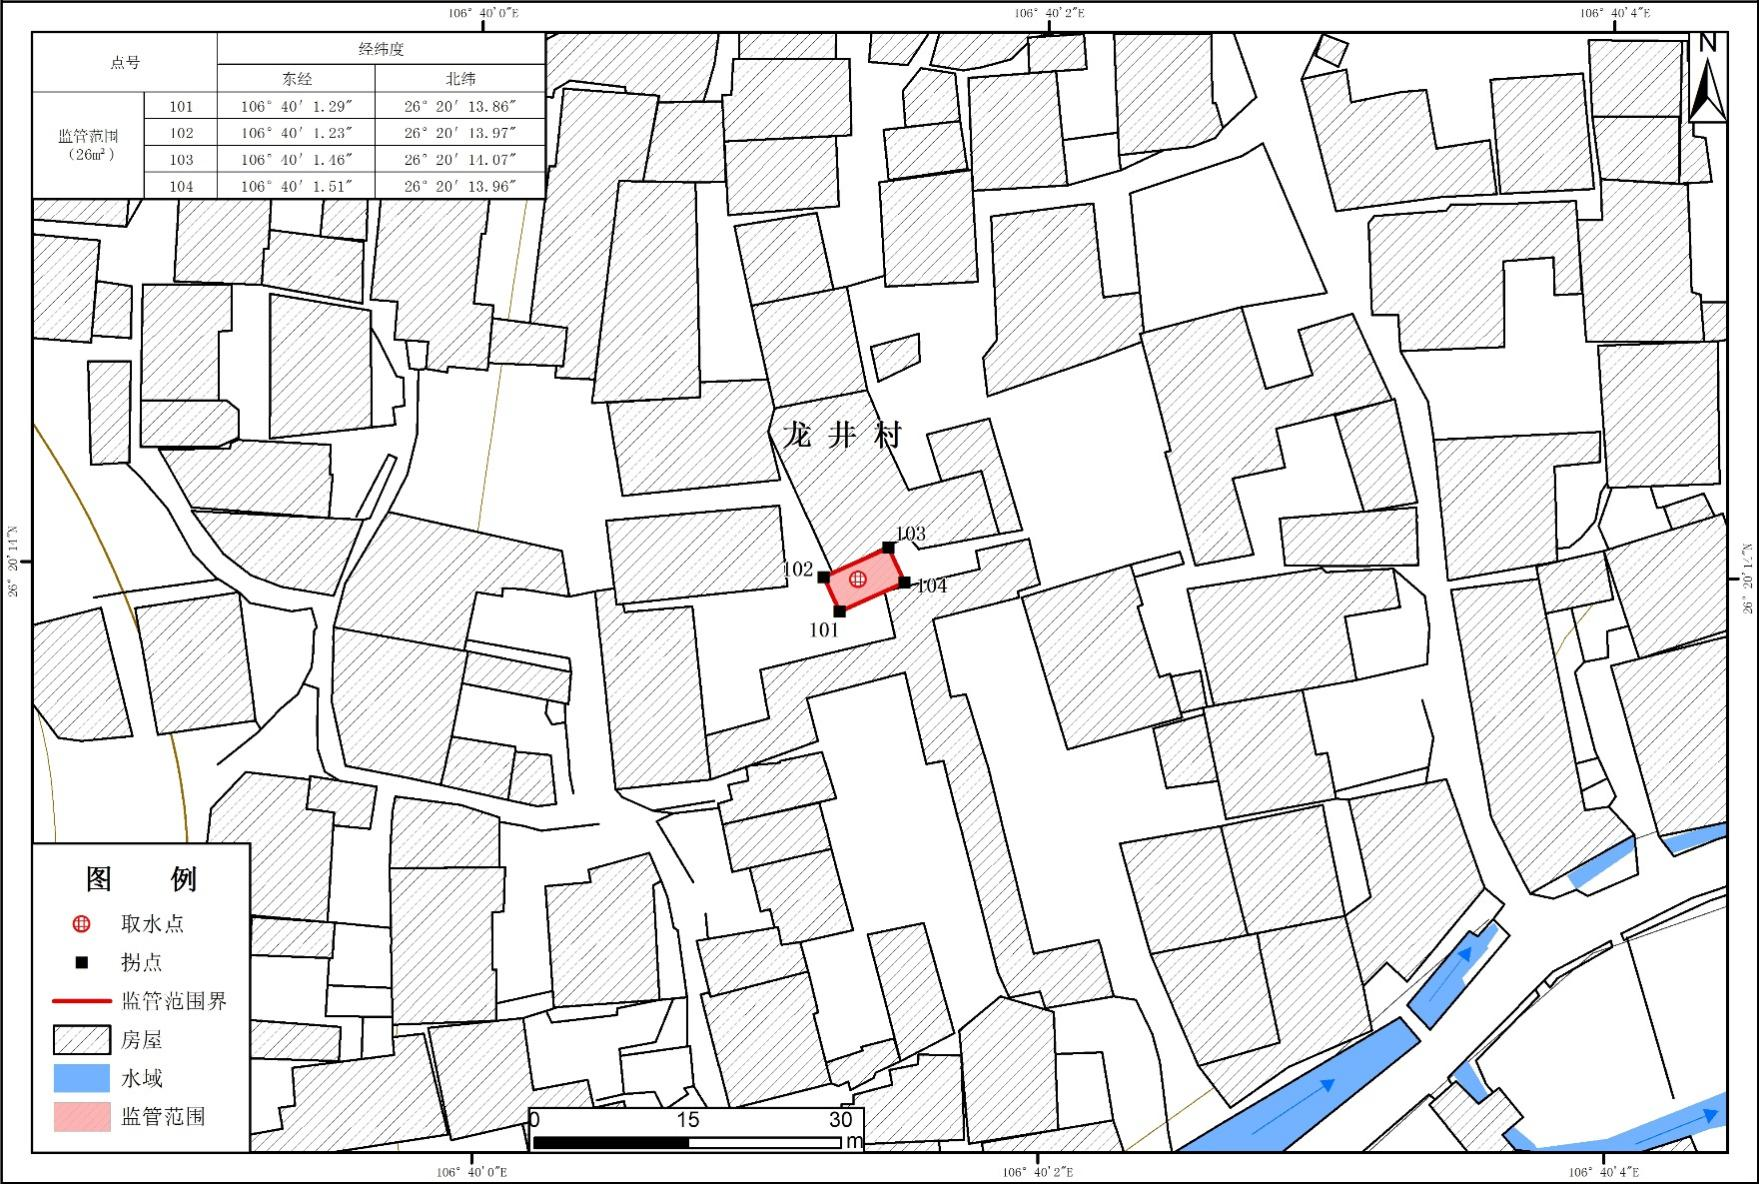 106° 40'0"E
106° 40'2"E
106° 40'4"E
N
点号
经纬度
东经
北纬
监管范围
(26m²)
101 106° 40′ 1.29″ 26° 20′ 13.86″
102 106° 40′ 1.23″ 26° 20′ 13.97″
103 106° 40′ 1.46″ 26° 20′ 14.07″
104 106° 40′ 1.51″ 26° 20′ 13.96″
龙井村
103
102
104
101
26° 20'14"N
26° 20'14"N
图 例
取水点
拐点
监管范围界
房屋
水域
监管范围
0 15 30
m
106° 40'0"E
106° 40'2"E
106° 40'4"E